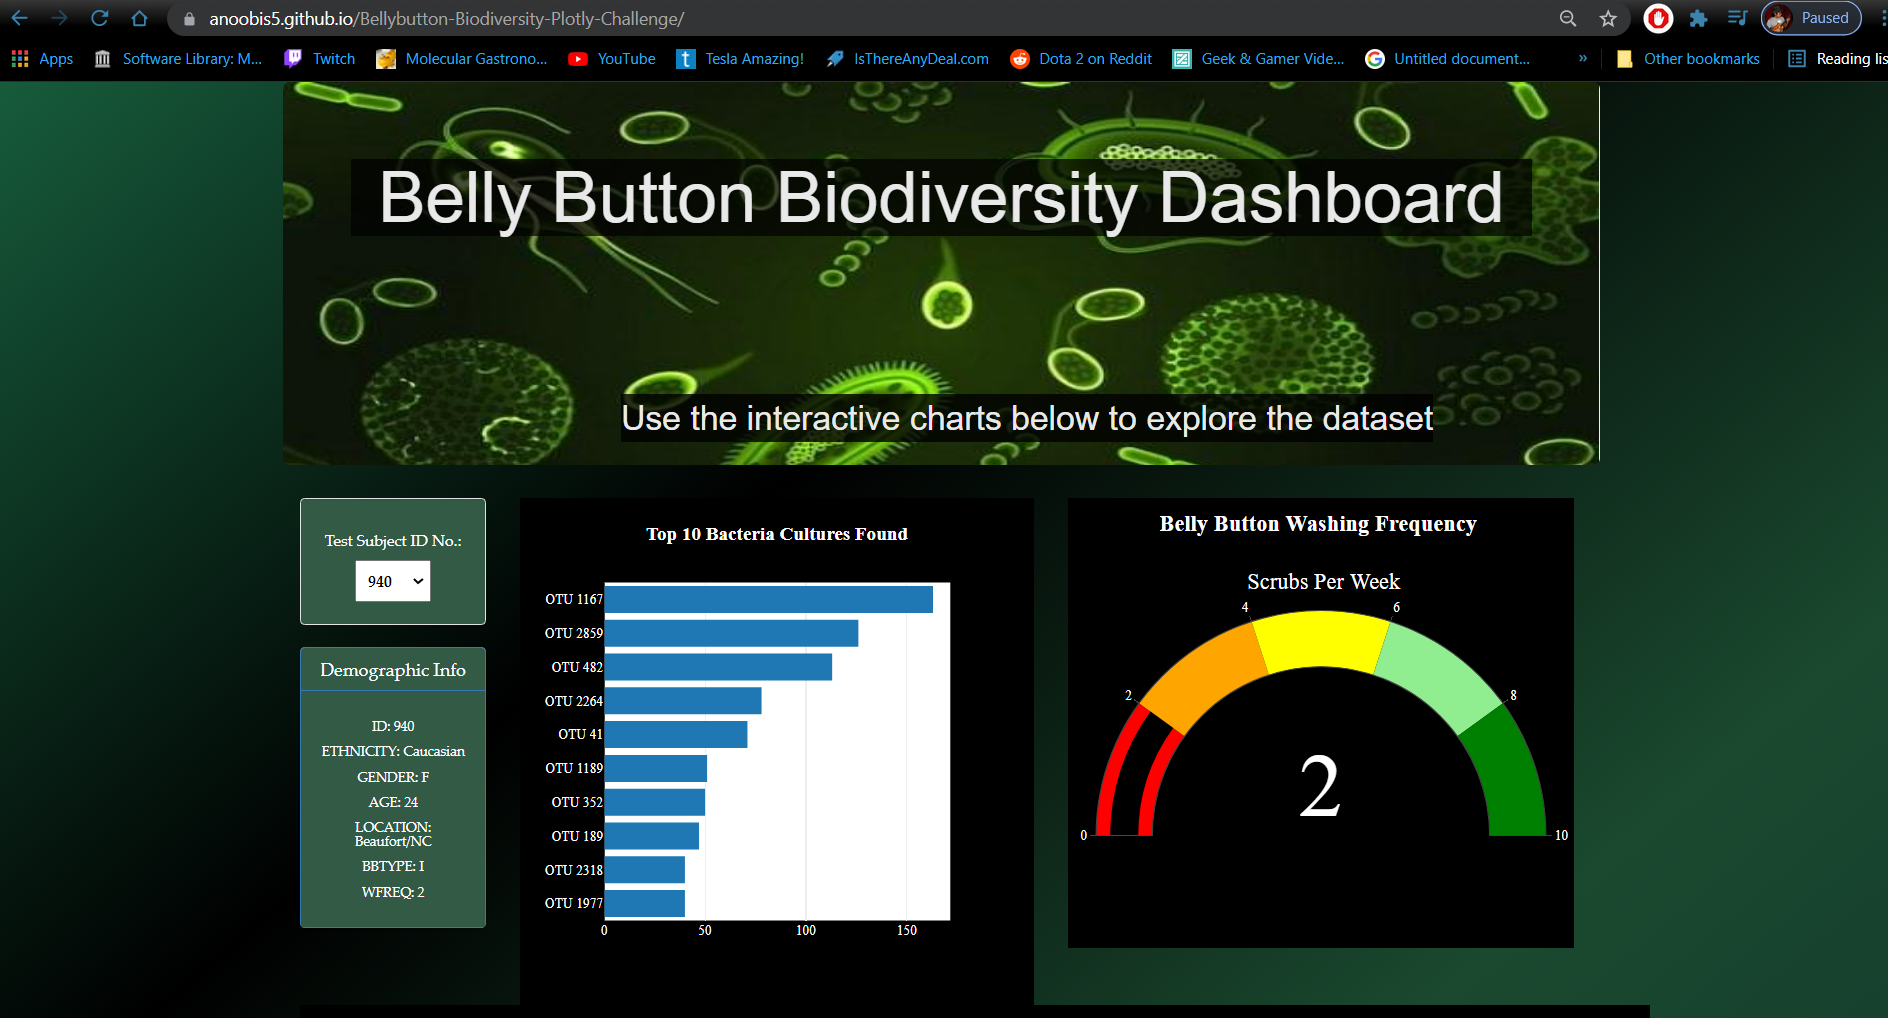 anoobis5.github.io/Bellybutton-Biodiversity-Plotly-Challenge/
Paused
Apps
Software Library: M...
Twitch
Molecular Gastrono...
YouTube
Tesla Amazing!
IsThereAnyDeal.com
Dota 2 on Reddit
Geek & Gamer Vide...
Untitled document...
»
Other bookmarks
Reading lis
Belly Button Biodiversity Dashboard
Use the interactive charts below to explore the dataset
Test Subject ID No.:
940
Demographic Info
ID: 940
ETHNICITY: Caucasian
GENDER: F
AGE: 24
LOCATION:
Beaufort/NC
BBTYPE: I
WFREQ: 2
Top 10 Bacteria Cultures Found
OTU 1167
OTU 2859
OTU 482
OTU 2264
OTU 41
OTU 1189
OTU 352
OTU 189
OTU 2318
OTU 1977
0 50 100 150
Belly Button Washing Frequency
Scrubs Per Week
4 6
2 8
2
0 10